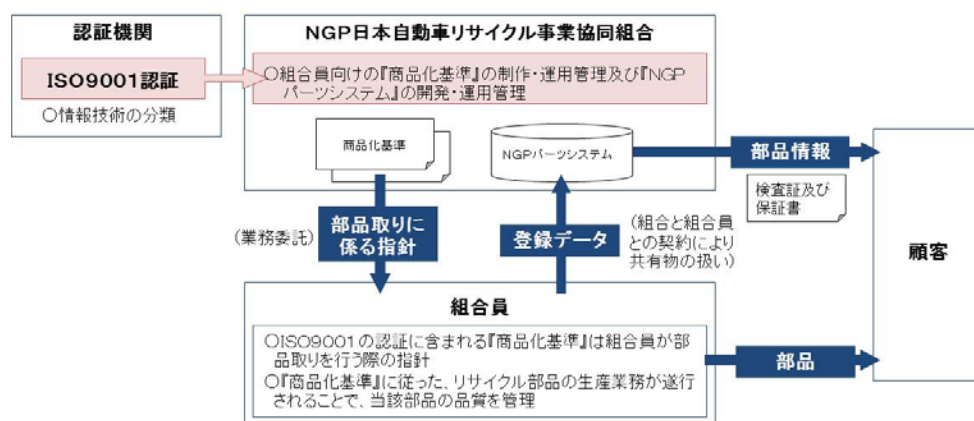 認証機関
ISO9001認証
〇情報技術の分類
NGP日本自動車リサイクル事業協同組合
〇組合員向けの『商品化基準』の制作・運用管理及び『NGP
パーツシステム』の開発・運用管理
商品化基準
NGPパーツシステム
部品情報
検査証及び
保証書
(業務委託)
部品取りに
係る指針
登録データ
(組合と組合員
との契約により
共有物の扱い)
顧客
組合員
〇ISO9001の認証に含まれる『商品化基準』は組合員が部
品取りを行う際の指針
〇『商品化基準』に従った、リサイクル部品の生産業務が遂行
されることで、当該部品の品質を管理
部品